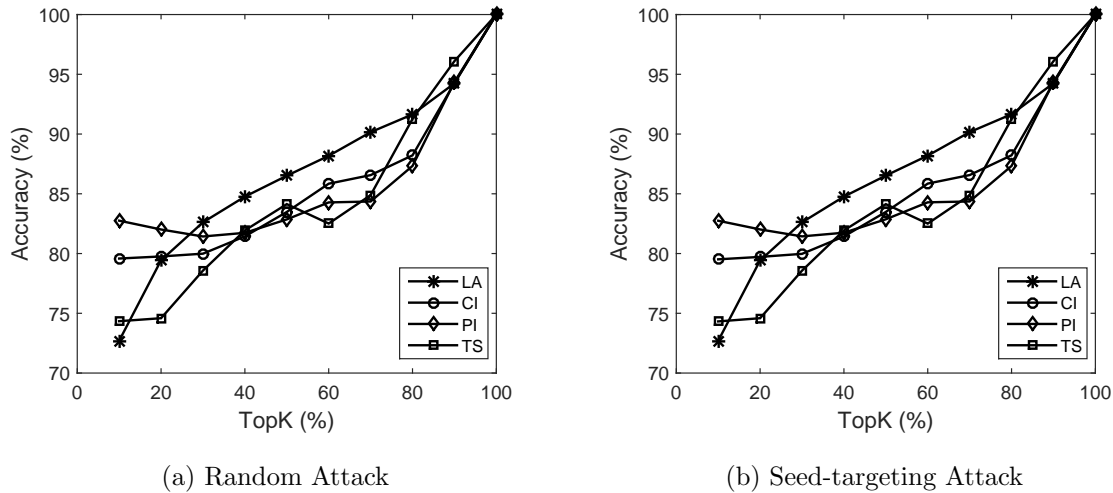 100
95
90
85
80
75
70
Accuracy (%)
0 20 40 60 80 100
TopK (%)
LA
CI
PI
TS
(a) Random Attack
100
95
90
85
80
75
70
Accuracy (%)
0 20 40 60 80 100
TopK (%)
LA
CI
PI
TS
(b) Seed-targeting Attack